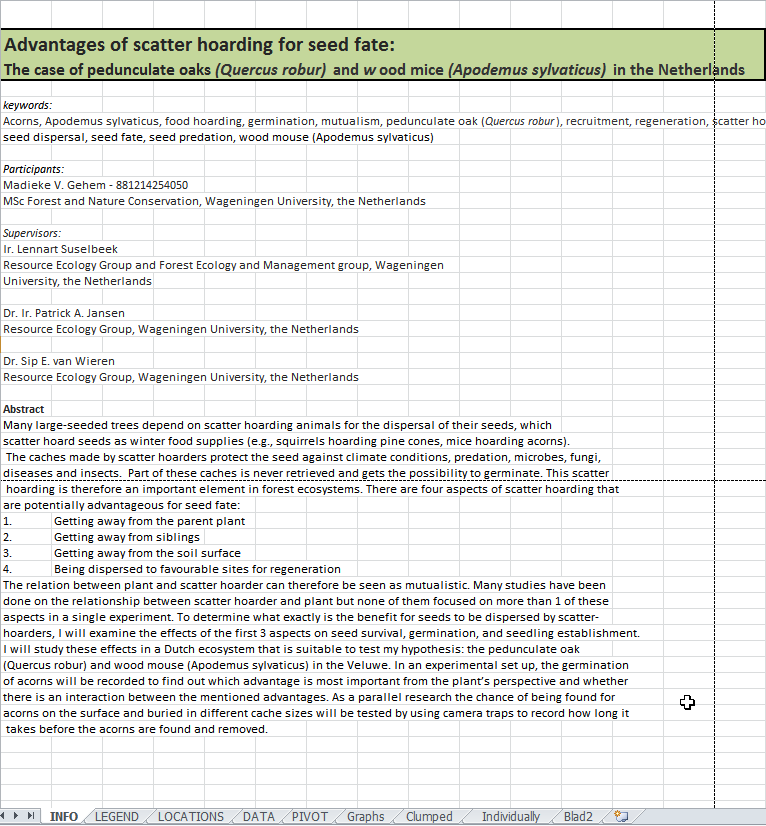 Advantages of scatter hoarding for seed fate:
The case of pedunculate oaks (Quercus robur) and w ood mice (Apodemus sylvaticus) in the Netherlands
keywords:
Acorns, Apodemus sylvaticus, food hoarding, germination, mutualism, pedunculate oak (Quercus robur), recruitment, regeneration, scatter ho
seed dispersal, seed fate, seed predation, wood mouse (Apodemus sylvaticus)
Participants:
Madieke V. Gehem - 881214254050
MSc Forest and Nature Conservation, Wageningen University, the Netherlands
Supervisors:
Ir. Lennart Suselbeek
Resource Ecology Group and Forest Ecology and Management group, Wageningen
University, the Netherlands
Dr. Ir. Patrick A. Jansen
Resource Ecology Group, Wageningen University, the Netherlands
Dr. Sip E. van Wieren
Resource Ecology Group, Wageningen University, the Netherlands
Abstract
Many large-seeded trees depend on scatter hoarding animals for the dispersal of their seeds, which
scatter hoard seeds as winter food supplies (e.g., squirrels hoarding pine cones, mice hoarding acorns).
The caches made by scatter hoarders protect the seed against climate conditions, predation, microbes, fungi,
diseases and insects. Part of these caches is never retrieved and gets the possibility to germinate. This scatter
hoarding is therefore an important element in forest ecosystems. There are four aspects of scatter hoarding that
are potentially advantageous for seed fate:
1. Getting away from the parent plant
2. Getting away from siblings
3. Getting away from the soil surface
4. Being dispersed to favourable sites for regeneration
The relation between plant and scatter hoarder can therefore be seen as mutualistic. Many studies have been
done on the relationship between scatter hoarder and plant but none of them focused on more than 1 of these
aspects in a single experiment. To determine what exactly is the benefit for seeds to be dispersed by scatter-
hoarders, I will examine the effects of the first 3 aspects on seed survival, germination, and seedling establishment.
I will study these effects in a Dutch ecosystem that is suitable to test my hypothesis: the pedunculate oak
(Quercus robur) and wood mouse (Apodemus sylvaticus) in the Veluwe. In an experimental set up, the germination
of acorns will be recorded to find out which advantage is most important from the plant's perspective and whether
there is an interaction between the mentioned advantages. As a parallel research the chance of being found for
acorns on the surface and buried in different cache sizes will be tested by using camera traps to record how long it
takes before the acorns are found and removed.
INFO LEGEND LOCATIONS DATA PIVOT Graphs Clumped Individually Blad2